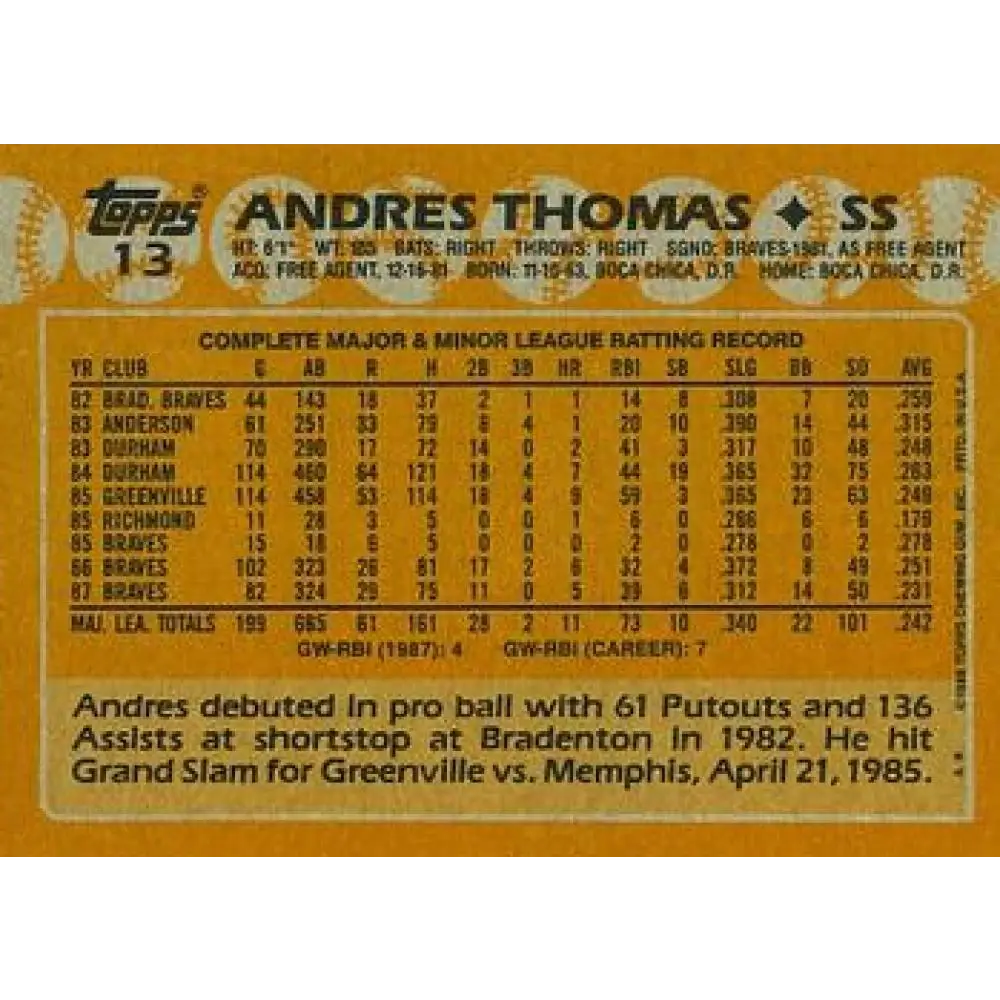 Topps® ANDRES THOMAS ♦ SS
13
HT: 6'1" WT: 185 BATS: RIGHT THROWS: RIGHT SGND: BRAVES-1981, AS FREE AGENT
ACQ: FREE AGENT, 12-16-81 BORN: 11-10-63, BOCA CHICA, D.R. HOME: BOCA CHICA, D.R.
COMPLETE MAJOR & MINOR LEAGUE BATTING RECORD
YR CLUB G AB R H 2B 3B HR RBI SB SLG BB SO AVG
82 BRAD. BRAVES 44 143 18 37 2 1 1 14 8 .308 7 20 .259
83 ANDERSON 61 251 33 79 6 4 1 20 10 .390 14 44 .315
83 DURHAM 70 290 17 72 14 0 2 41 3 .317 10 48 .248
84 DURHAM 114 460 64 121 18 4 7 44 19 .365 32 75 .263
85 GREENVILLE 114 458 53 114 18 4 9 59 3 .365 23 63 .249
85 RICHMOND 11 28 3 5 0 0 1 6 0 .286 6 6 .179
85 BRAVES 15 18 6 5 0 0 0 2 0 .278 0 2 .278
86 BRAVES 102 323 26 81 17 2 6 32 4 .372 8 49 .251
87 BRAVES 82 324 29 75 11 0 5 39 6 .312 14 50 .231
MAJ. LEA. TOTALS 199 665 61 161 28 2 11 73 10 .340 22 101 .242
GW-RBI (1987): 4 GW-RBI (CAREER): 7
Andres debuted in pro ball with 61 Putouts and 136
Assists at shortstop at Bradenton in 1982. He hit
Grand Slam for Greenville vs. Memphis, April 21, 1985.
©1988 TOPPS CHEWING GUM, INC. PRTD. IN U.S.A.